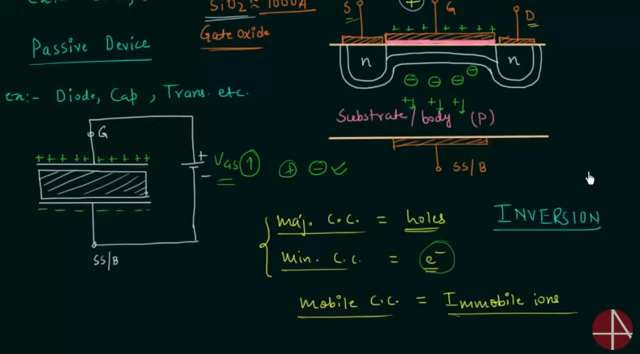 SiO₂ ≈ 1000Å
Gate Oxide
Passive Device
ex:- Diode, Cap, Trans. etc.
S
G
D
n
n
Substrate/body (P)
SS/B
G
+ + + + + + + + +
VGS ↑ + -
+
-
SS/B
INVERSION
maj. c.c. = holes
min. c.c. = e⁻
mobile c.c. = Immobile ions